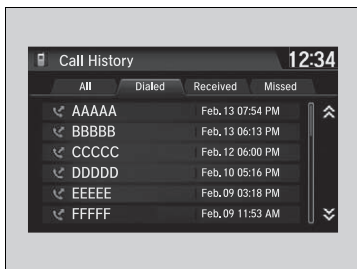 Call History 12:34
All Dialed Received Missed
AAAAA Feb. 13 07:54 PM
BBBBB Feb. 13 06:13 PM
CCCCC Feb. 12 06:00 PM
DDDDD Feb. 10 05:16 PM
EEEEE Feb. 09 03:18 PM
FFFFF Feb. 09 11:53 AM